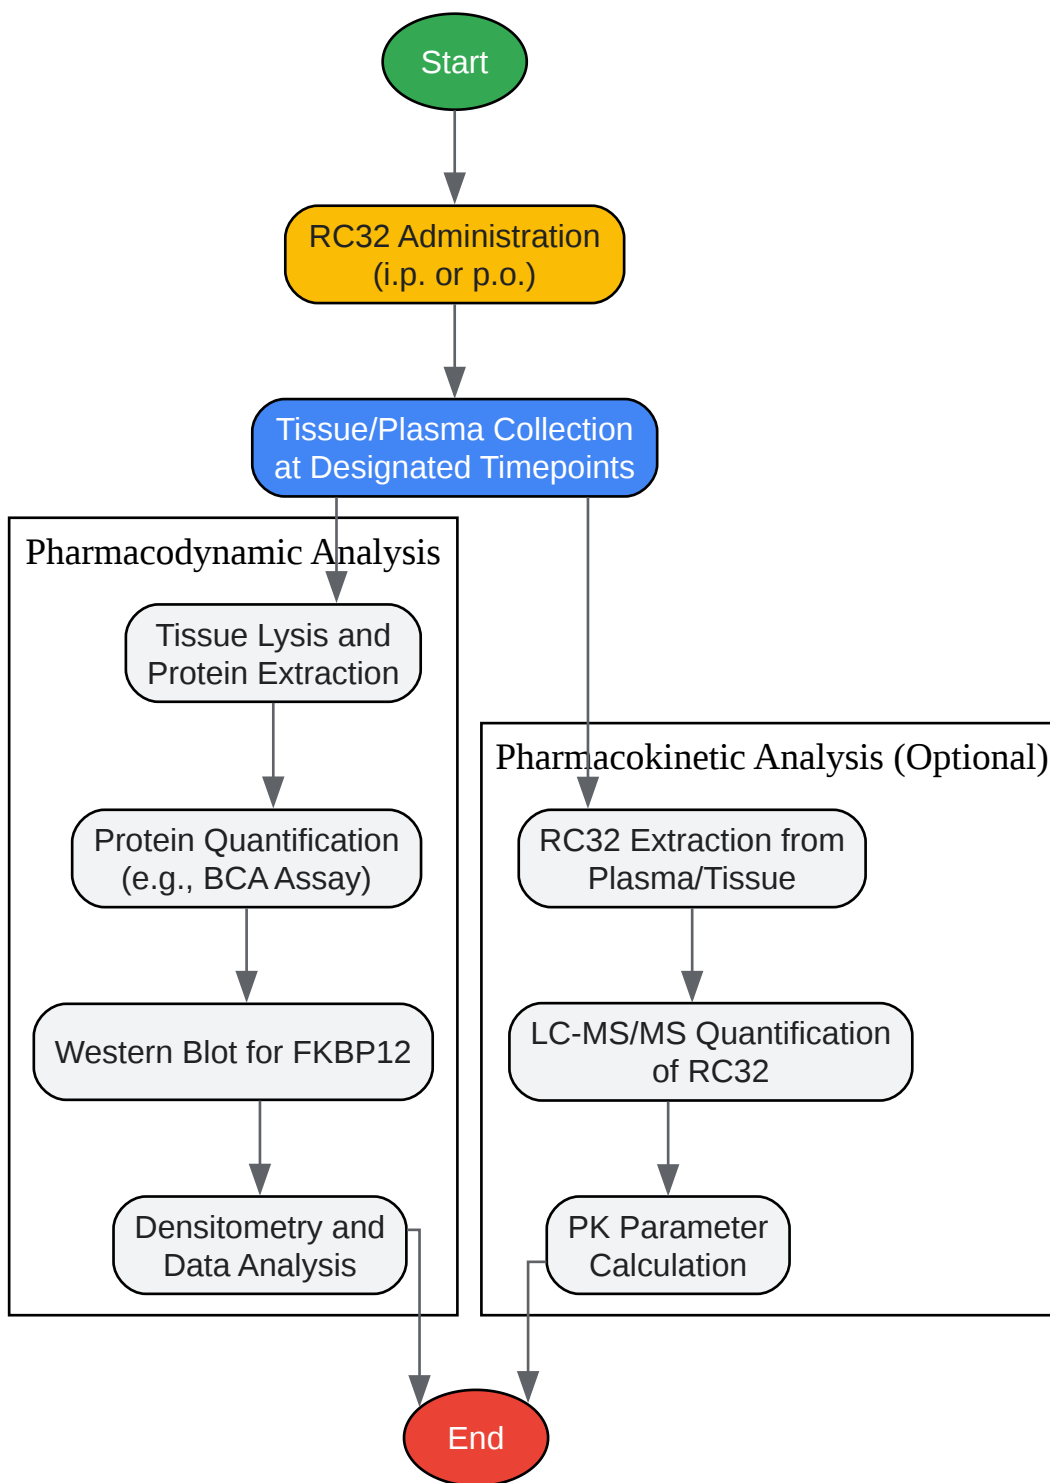 Start
RC32 Administration
(i.p. or p.o.)
Tissue/Plasma Collection
at Designated Timepoints
Pharmacodynamic Analysis
Tissue Lysis and
Protein Extraction
Protein Quantification
(e.g., BCA Assay)
Western Blot for FKBP12
Densitometry and
Data Analysis
Pharmacokinetic Analysis (Optional)
RC32 Extraction from
Plasma/Tissue
LC-MS/MS Quantification
of RC32
PK Parameter
Calculation
End